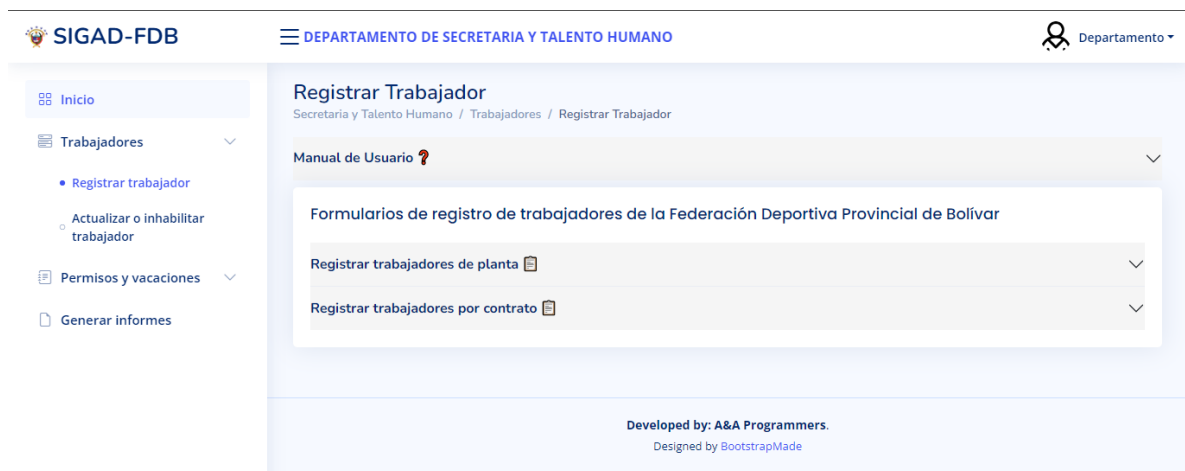 SIGAD-FDB
DEPARTAMENTO DE SECRETARIA Y TALENTO HUMANO
Departamento
Inicio
Trabajadores
Registrar trabajador
Actualizar o inhabilitar
trabajador
Permisos y vacaciones
Generar informes
Registrar Trabajador
Secretaria y Talento Humano / Trabajadores / Registrar Trabajador
Manual de Usuario ❓
Formularios de registro de trabajadores de la Federación Deportiva Provincial de Bolívar
Registrar trabajadores de planta 📋
Registrar trabajadores por contrato 📋
Developed by: A&A Programmers.
Designed by BootstrapMade